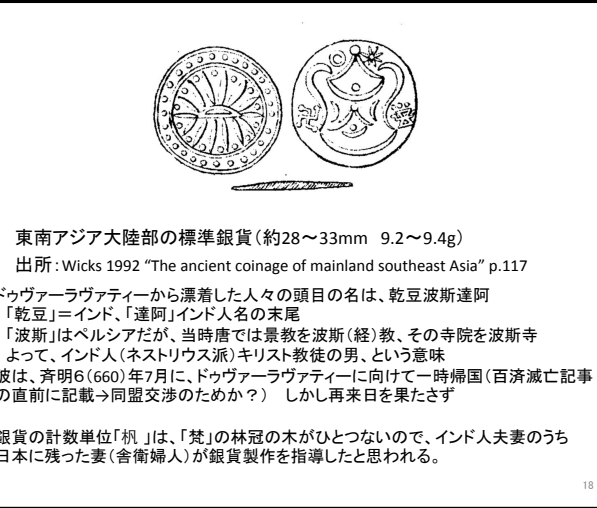 東南アジア大陸部の標準銀貨(約28~33mm 9.2~9.4g)
出所:Wicks 1992 “The ancient coinage of mainland southeast Asia” p.117
ドゥヴァーラヴァティーから漂着した人々の頭目の名は、乾豆波斯達阿
「乾豆」=インド、「達阿」インド人名の末尾
「波斯」はペルシアだが、当時唐では景教を波斯(経)教、その寺院を波斯寺
よって、インド人(ネストリウス派)キリスト教徒の男、という意味
彼は、斉明6(660)年7月に、ドゥヴァーラヴァティーに向けて一時帰国(百済滅亡記事
の直前に記載→同盟交渉のためか?) しかし再来日を果たさず
銀貨の計数単位「枛 」は、「梵」の林冠の木がひとつないので、インド人夫妻のうち
日本に残った妻(舎衛婦人)が銀貨製作を指導したと思われる。
18